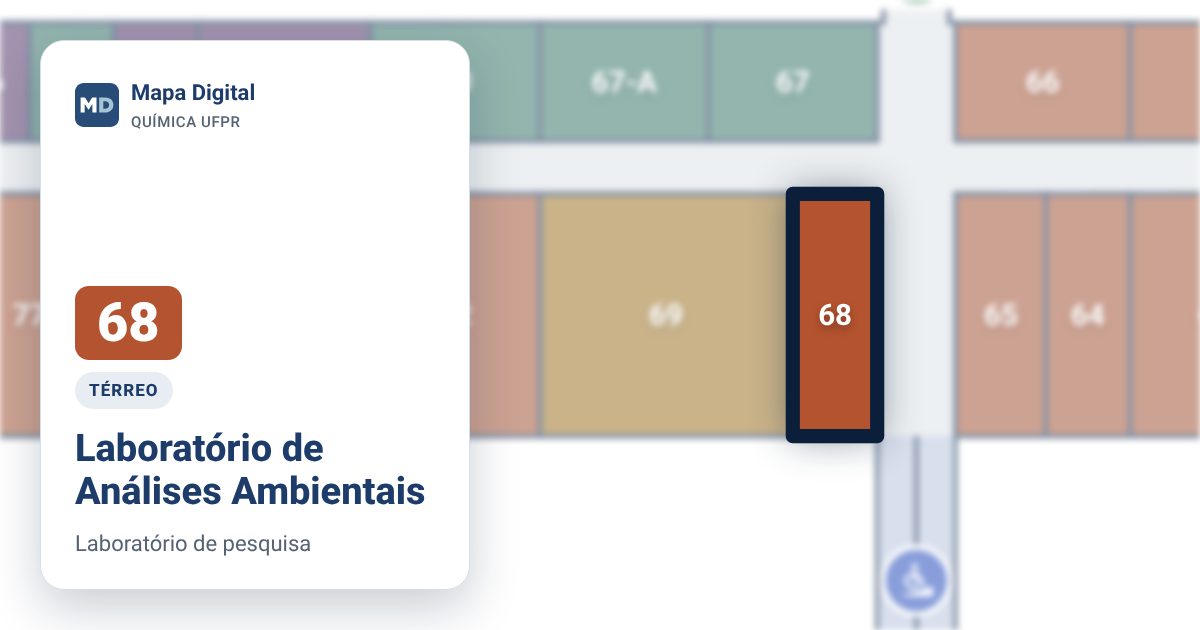 MD
Mapa Digital
QUÍMICA UFPR
68
TÉRREO
Laboratório de
Análises Ambientais
Laboratório de pesquisa
67-A
67
66
77
69
68
65
64